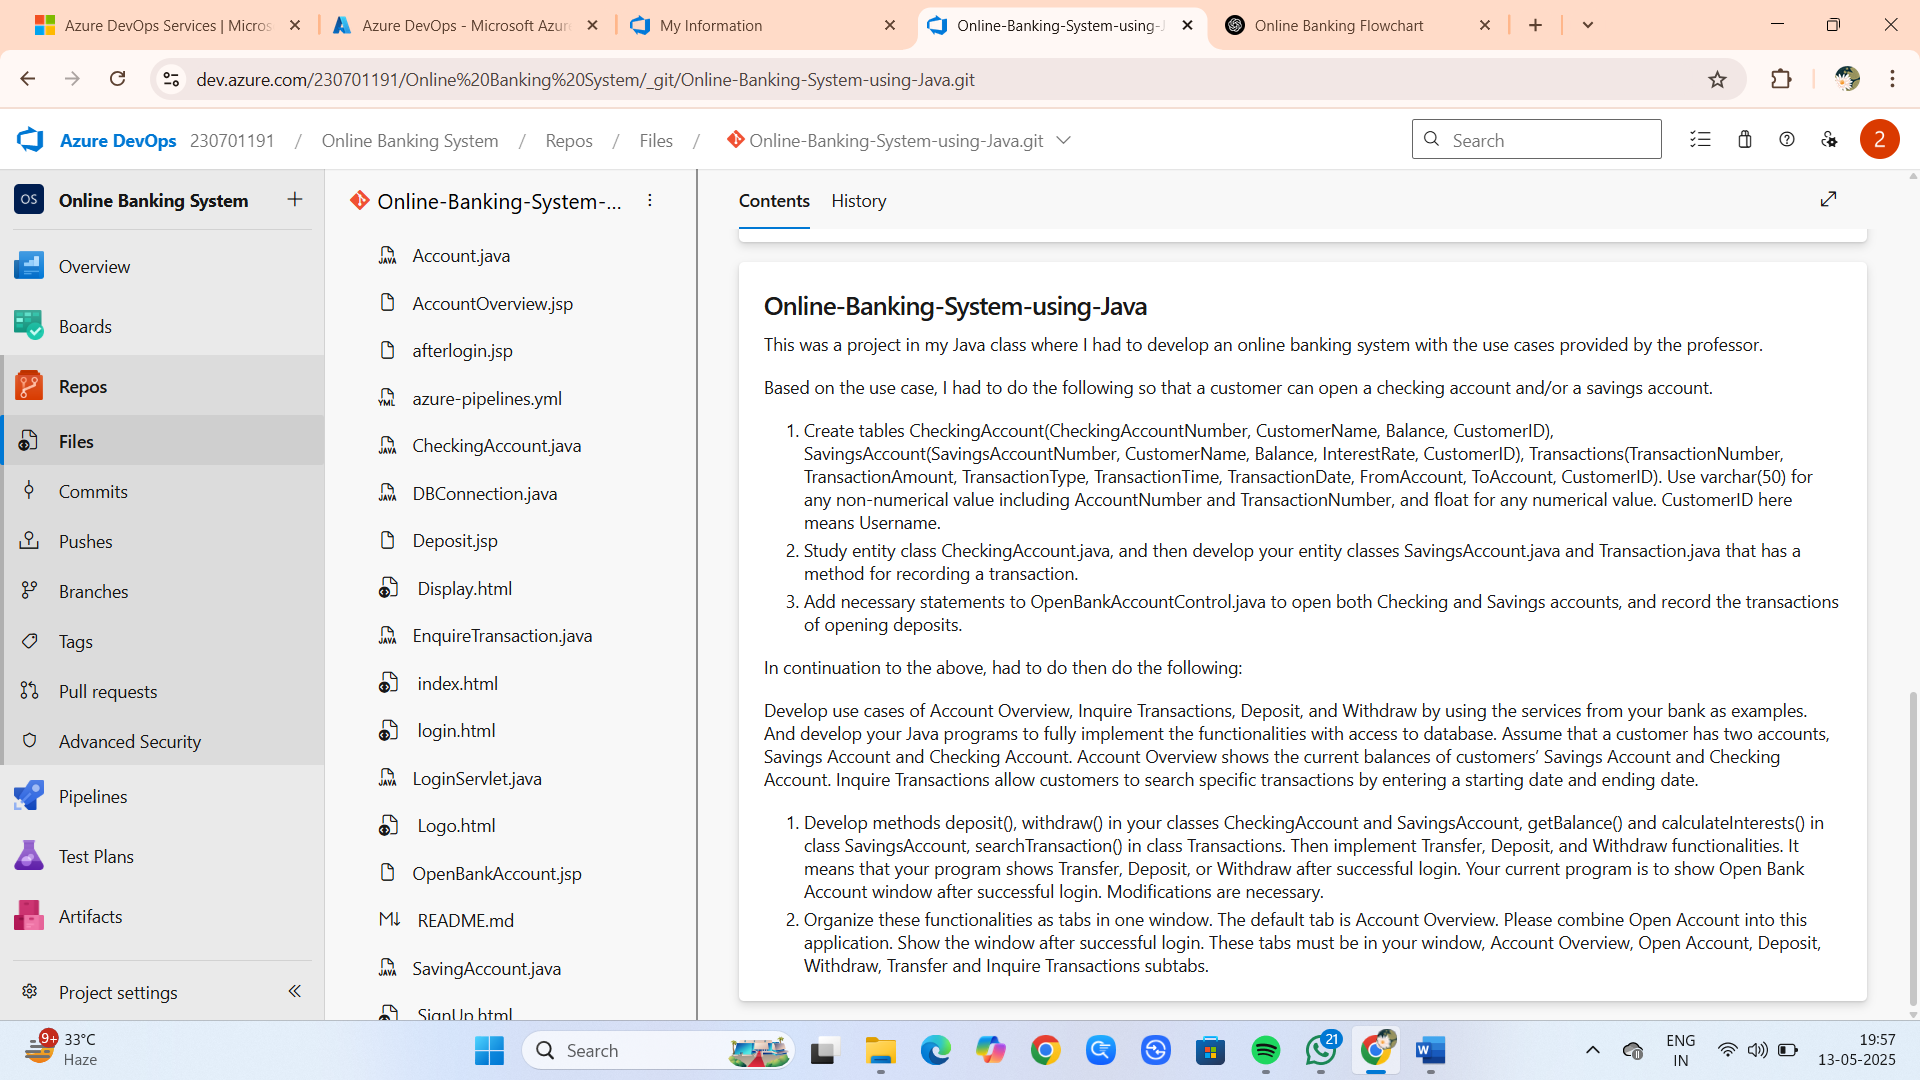 Azure DevOps Services | Micros
Azure DevOps - Microsoft Azur
My Information
Online-Banking-System-using-J
Online Banking Flowchart
dev.azure.com/230701191/Online%20Banking%20System/_git/Online-Banking-System-using-Java.git
Azure DevOps 230701191 / Online Banking System / Repos / Files / Online-Banking-System-using-Java.git
Search
2
OS Online Banking System
Overview
Boards
Repos
Files
Commits
Pushes
Branches
Tags
Pull requests
Advanced Security
Pipelines
Test Plans
Artifacts
Project settings
Online-Banking-System-...
Account.java
AccountOverview.jsp
afterlogin.jsp
azure-pipelines.yml
CheckingAccount.java
DBConnection.java
Deposit.jsp
Display.html
EnquireTransaction.java
index.html
login.html
LoginServlet.java
Logo.html
OpenBankAccount.jsp
README.md
SavingAccount.java
SignUp.html
Contents History
Online-Banking-System-using-Java
This was a project in my Java class where I had to develop an online banking system with the use cases provided by the professor.
Based on the use case, I had to do the following so that a customer can open a checking account and/or a savings account.
1. Create tables CheckingAccount(CheckingAccountNumber, CustomerName, Balance, CustomerID),
SavingsAccount(SavingsAccountNumber, CustomerName, Balance, InterestRate, CustomerID), Transactions(TransactionNumber,
TransactionAmount, TransactionType, TransactionTime, TransactionDate, FromAccount, ToAccount, CustomerID). Use varchar(50) for
any non-numerical value including AccountNumber and TransactionNumber, and float for any numerical value. CustomerID here
means Username.
2. Study entity class CheckingAccount.java, and then develop your entity classes SavingsAccount.java and Transaction.java that has a
method for recording a transaction.
3. Add necessary statements to OpenBankAccountControl.java to open both Checking and Savings accounts, and record the transactions
of opening deposits.
In continuation to the above, had to do then do the following:
Develop use cases of Account Overview, Inquire Transactions, Deposit, and Withdraw by using the services from your bank as examples.
And develop your Java programs to fully implement the functionalities with access to database. Assume that a customer has two accounts,
Savings Account and Checking Account. Account Overview shows the current balances of customers’ Savings Account and Checking
Account. Inquire Transactions allow customers to search specific transactions by entering a starting date and ending date.
1. Develop methods deposit(), withdraw() in your classes CheckingAccount and SavingsAccount, getBalance() and calculateInterests() in
class SavingsAccount, searchTransaction() in class Transactions. Then implement Transfer, Deposit, and Withdraw functionalities. It
means that your program shows Transfer, Deposit, or Withdraw after successful login. Your current program is to show Open Bank
Account window after successful login. Modifications are necessary.
2. Organize these functionalities as tabs in one window. The default tab is Account Overview. Please combine Open Account into this
application. Show the window after successful login. These tabs must be in your window, Account Overview, Open Account, Deposit,
Withdraw, Transfer and Inquire Transactions subtabs.
9+
33°C
Haze
Search
21
ENG
IN
19:57
13-05-2025